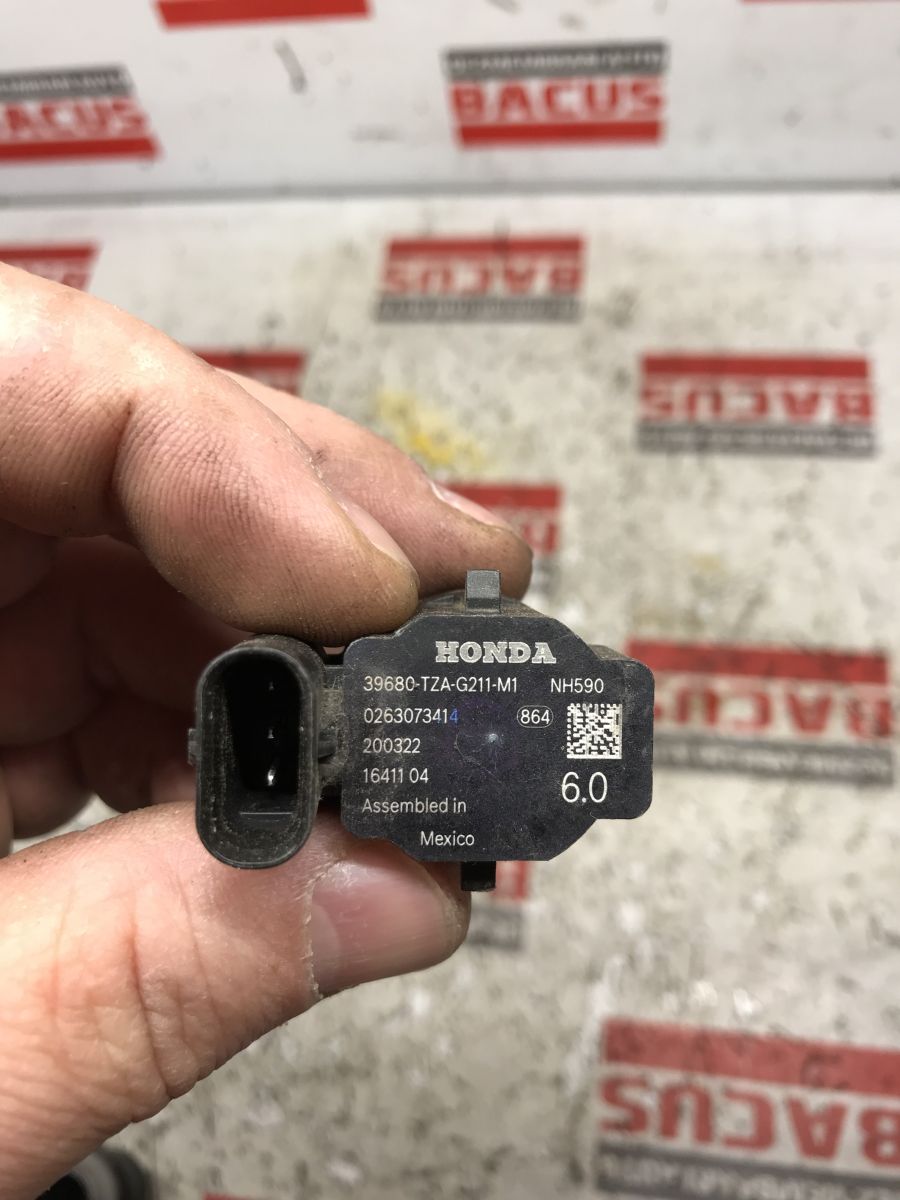 BACUS
BACUS
BACUS
BACUS
BACUS
HONDA
39680-TZA-G211-M1 NH590
0263073414 864
200322
16411 04
6.0
Assembled in
Mexico
BACUS
BACUS